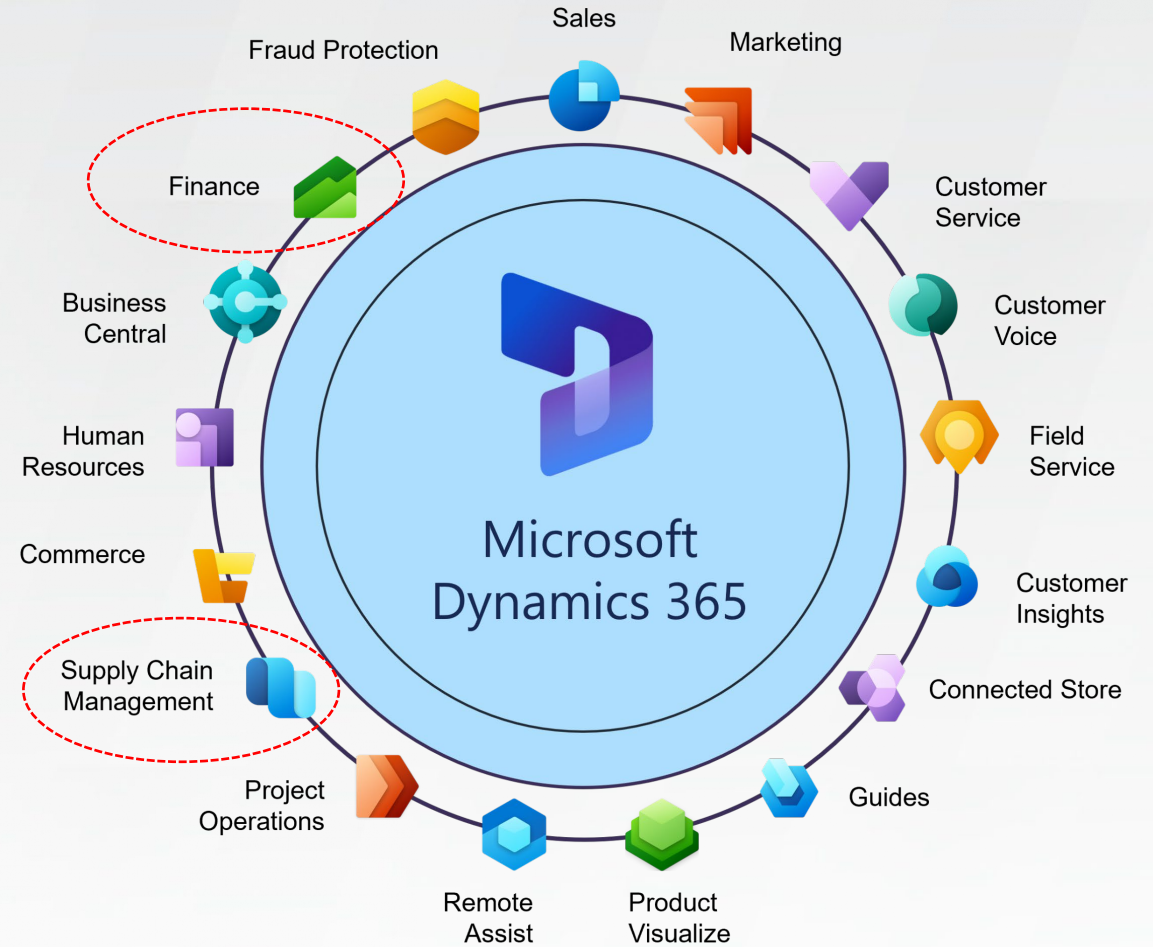 Sales
Marketing
Fraud Protection
Finance
Customer
Service
Business
Central
Customer
Voice
Human
Resources
Field
Service
Microsoft
Dynamics 365
Commerce
Customer
Insights
Supply Chain
Management
Connected Store
Project
Operations
Guides
Remote
Assist
Product
Visualize